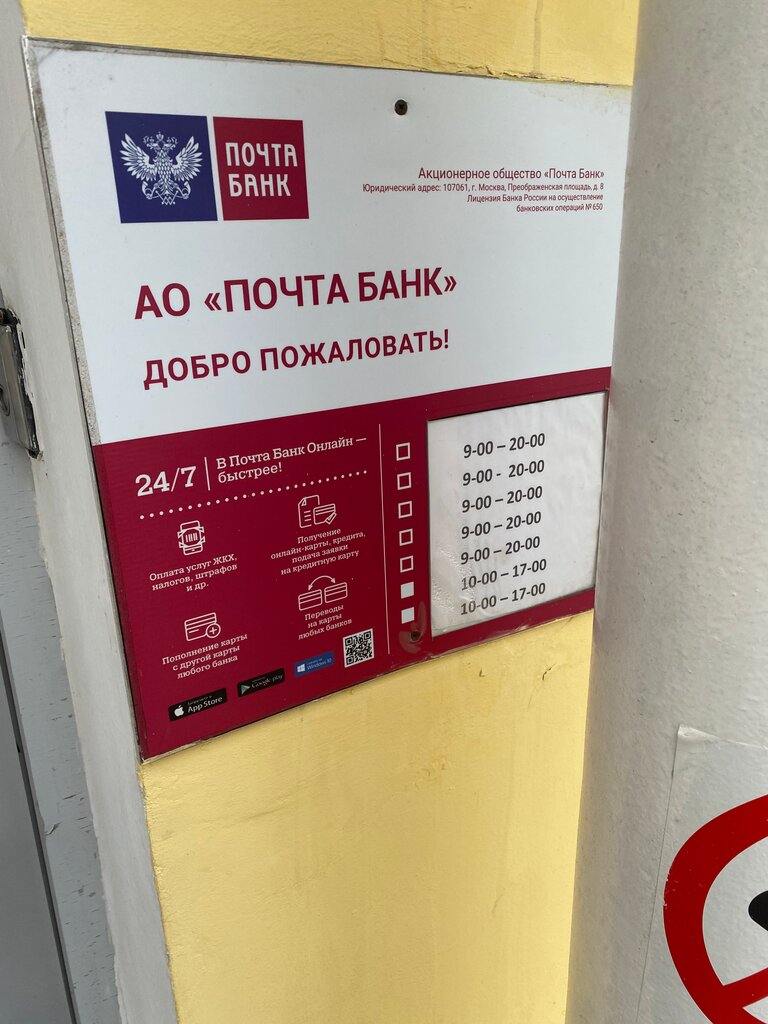 ПОЧТА
БАНК
Акционерное общество «Почта Банк»
Юридический адрес: 107061, г. Москва, Преображенская площадь, д. 8
Лицензия Банка России на осуществление
банковских операций № 650
АО «ПОЧТА БАНК»
ДОБРО ПОЖАЛОВАТЬ!
24/7
В Почта Банк Онлайн —
быстрее!
Оплата услуг ЖКХ,
налогов, штрафов
и др.
Получение
онлайн-карты, кредита,
подача заявки
на кредитную карту
Пополнение карты
с другой карты
любого банка
Переводы
на карты
любых банков
App Store
Google play
Windows 10
9-00 – 20-00
9-00 - 20-00
9-00 – 20-00
9-00 – 20-00
9-00 – 20-00
10-00 – 17-00
10-00 – 17-00